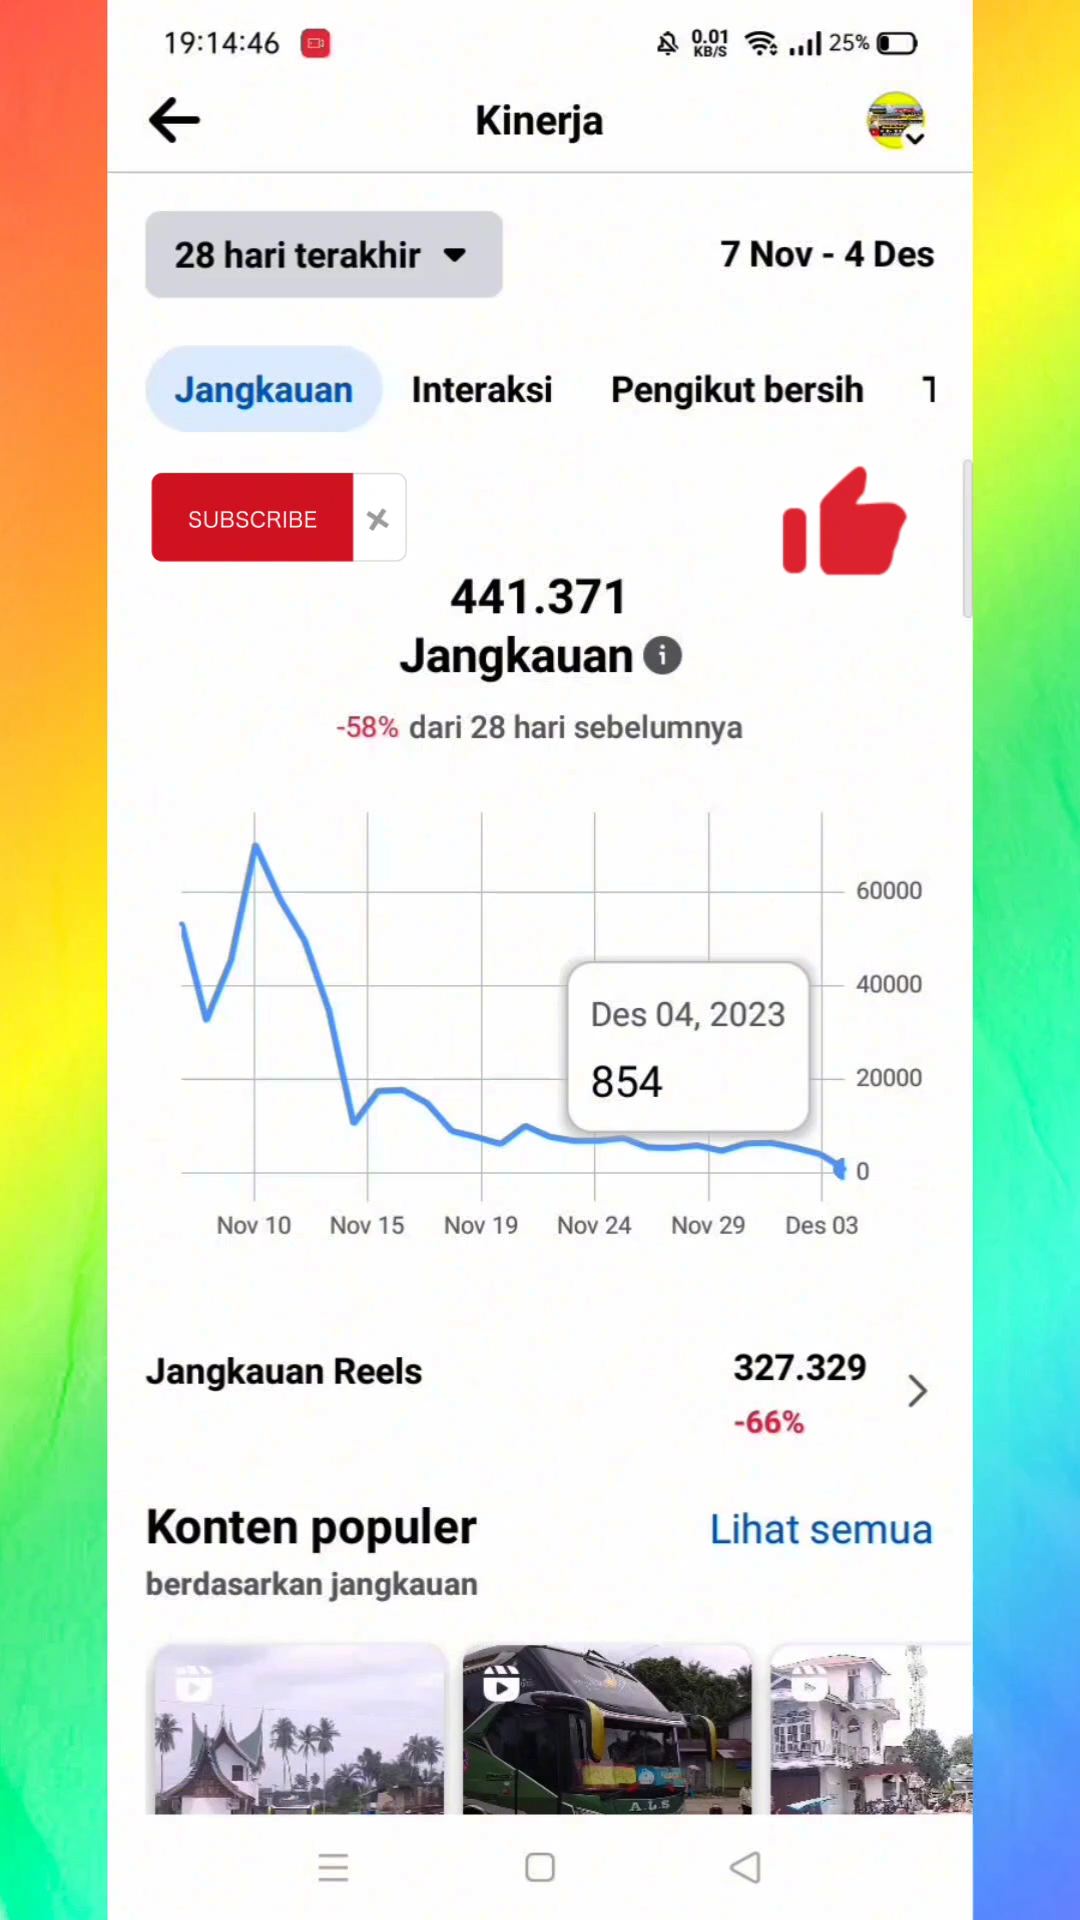 19:14:46
0.01
KB/S
25%
Kinerja
28 hari terakhir
7 Nov - 4 Des
Jangkauan
Interaksi
Pengikut bersih
SUBSCRIBE
441.371
Jangkauan
-58% dari 28 hari sebelumnya
60000
40000
20000
0
Des 04, 2023
854
Nov 10
Nov 15
Nov 19
Nov 24
Nov 29
Des 03
Jangkauan Reels
327.329
-66%
Konten populer
Lihat semua
berdasarkan jangkauan
A.L.S